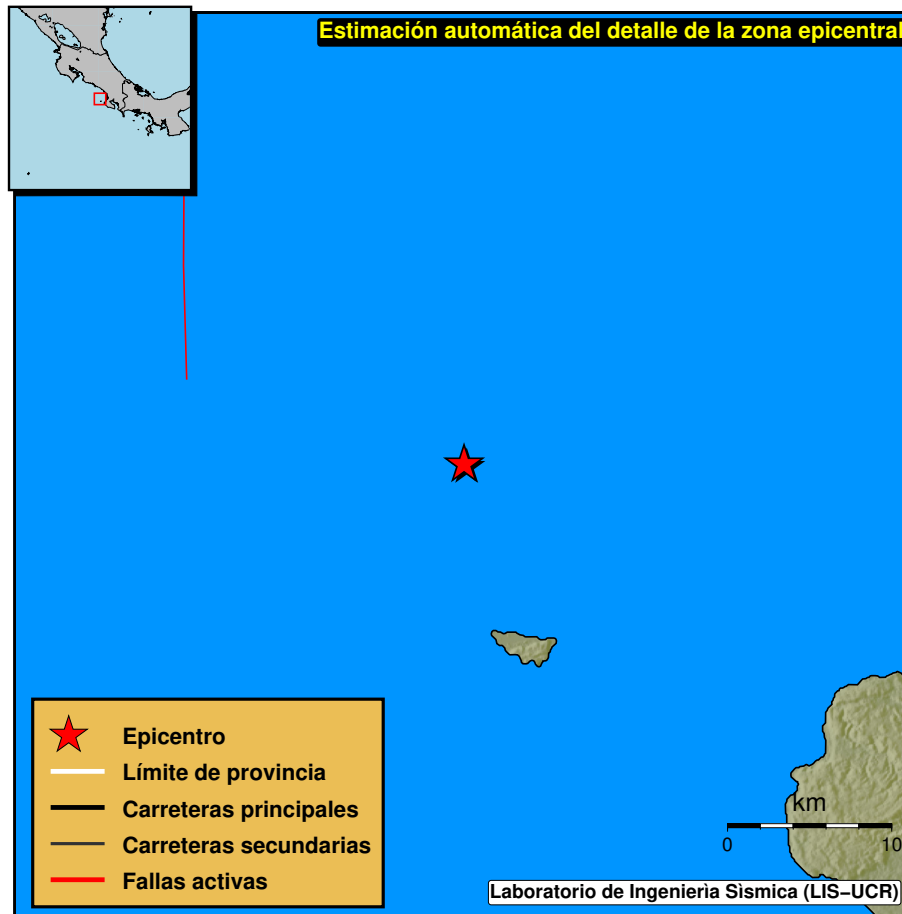 Estimación automática del detalle de la zona epicentral
Epicentro
Límite de provincia
Carreteras principales
Carreteras secundarias
Fallas activas
km
0
10
Laboratorio de Ingenierìa Sìsmica (LIS–UCR)